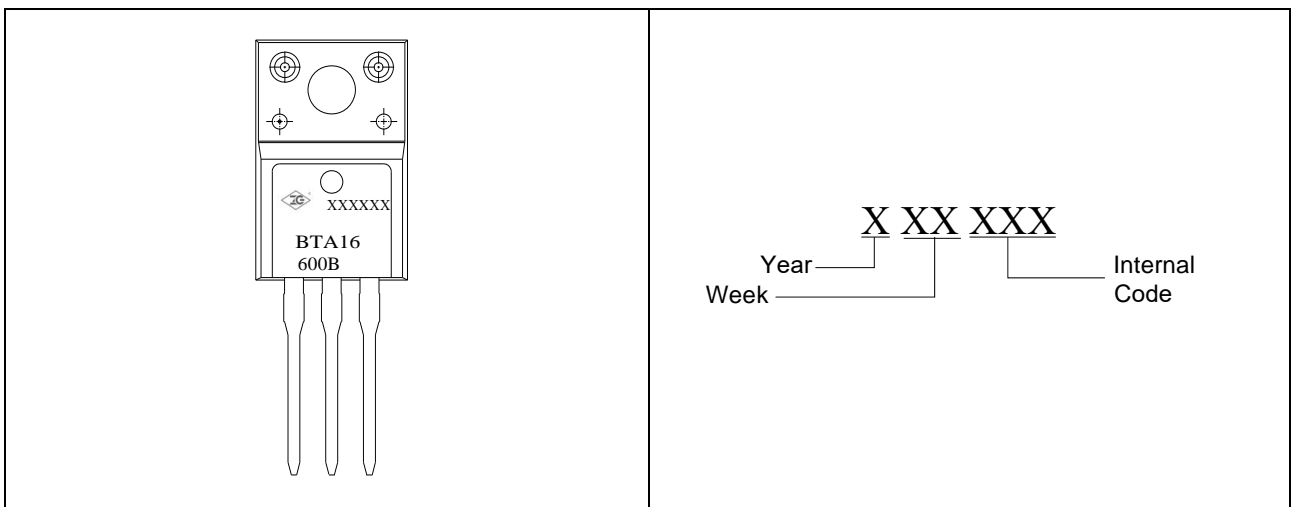 XXXXXX
BTA16
600B
X XX XXX
Year
Week
Internal
Code